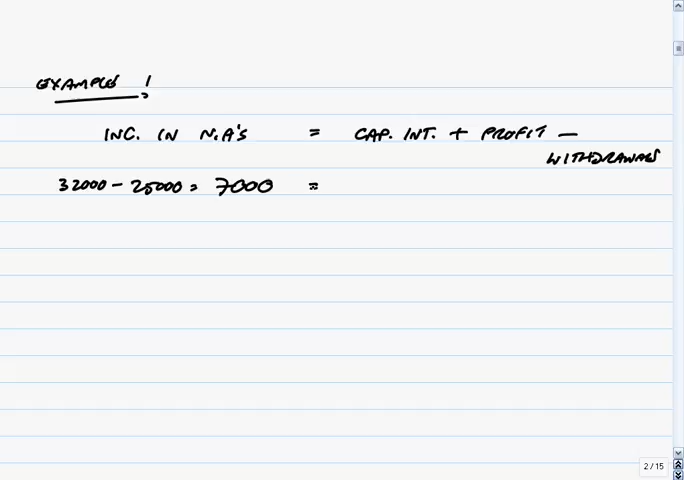 EXAMPLE 1
INC. IN N.A'S = CAP. INT. + PROFIT -
WITHDRAWALS
32000 - 25000 = 7000 =
2 / 15